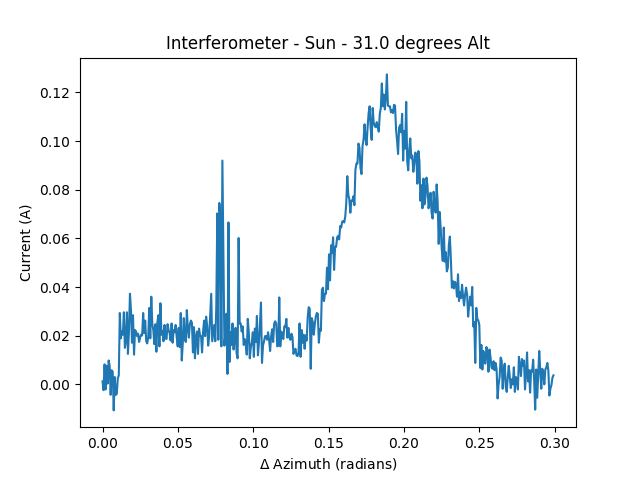 Interferometer - Sun - 31.0 degrees Alt
0.12
0.10
0.08
0.06
0.04
0.02
0.00
Current (A)
0.00 0.05 0.10 0.15 0.20 0.25 0.30
Δ Azimuth (radians)